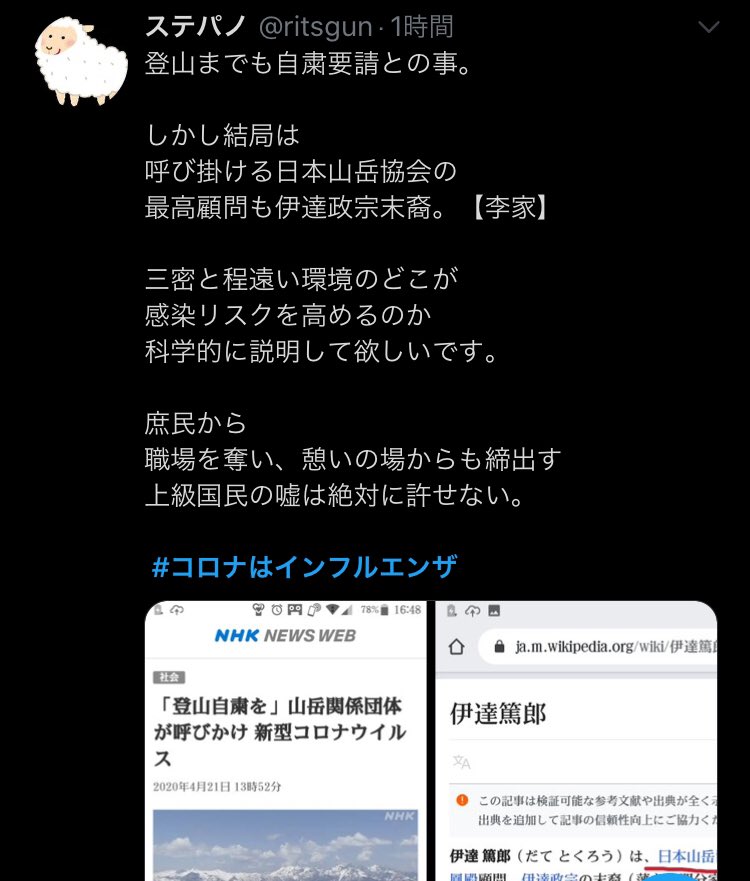 ステパノ @ritsgun・1時間
登山までも自粛要請との事。
しかし結局は
呼び掛ける日本山岳協会の
最高顧問も伊達政宗末裔。【李家】
三密と程遠い環境のどこが
感染リスクを高めるのか
科学的に説明して欲しいです。
庶民から
職場を奪い、憩いの場からも締出す
上級国民の嘘は絶対に許せない。
#コロナはインフルエンザ
78% 16:48
NHK NEWS WEB
社会
「登山自粛を」山岳関係団体
が呼びかけ 新型コロナウイル
ス
2020年4月21日 13時52分
NHK
ja.m.wikipedia.org/wiki/伊達篤
伊達篤郎
この記事は検証可能な参考文献や出典が全く
出典を追加して記事の信頼性向上にご協力く
伊達 篤郎（だて とくろう）は、日本山岳
顧問。伊達政宗の末裔